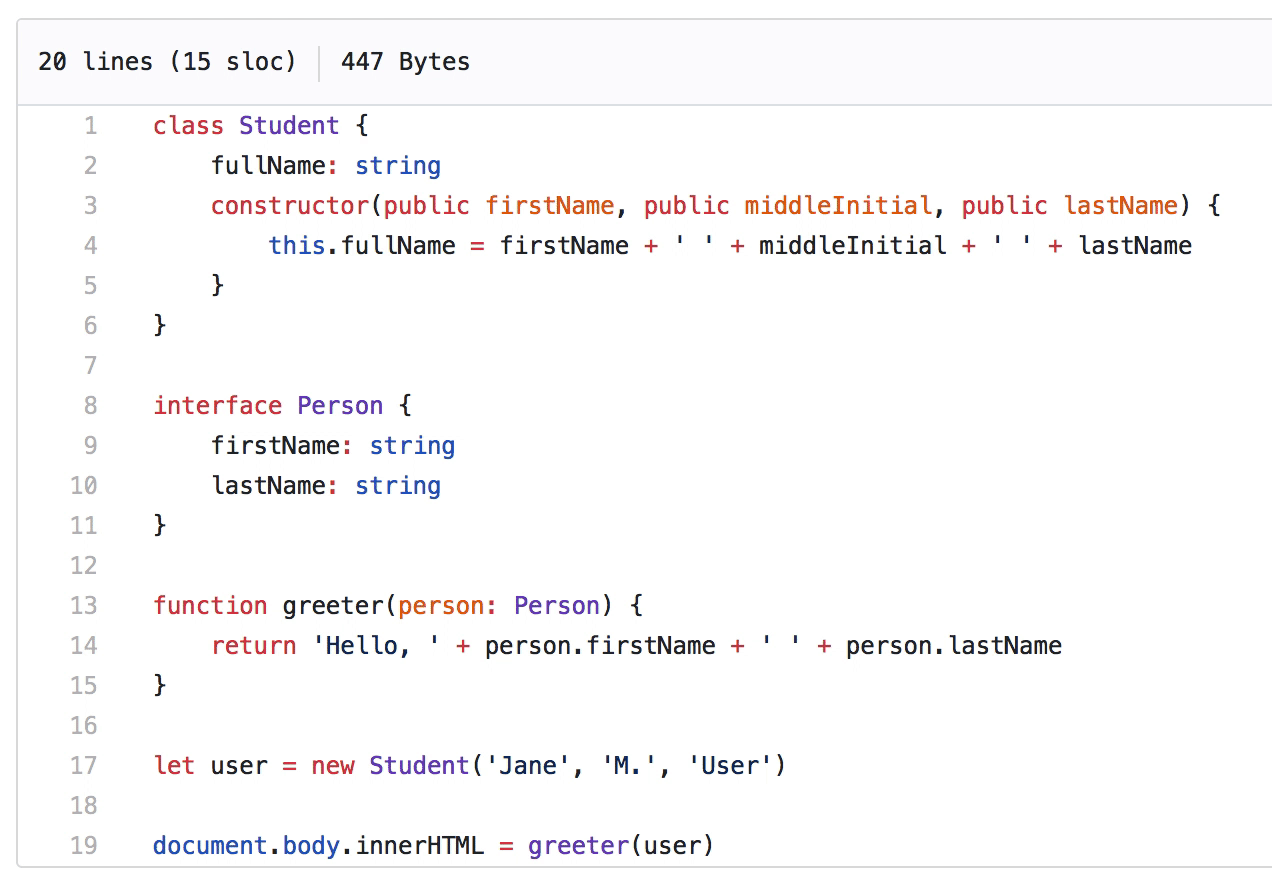 20 lines (15 sloc) 447 Bytes
1 class Student {
2     fullName: string
3     constructor(public firstName, public middleInitial, public lastName) {
4         this.fullName = firstName + ' ' + middleInitial + ' ' + lastName
5     }
6 }
7
8 interface Person {
9     firstName: string
10     lastName: string
11 }
12
13 function greeter(person: Person) {
14     return 'Hello, ' + person.firstName + ' ' + person.lastName
15 }
16
17 let user = new Student('Jane', 'M.', 'User')
18
19 document.body.innerHTML = greeter(user)